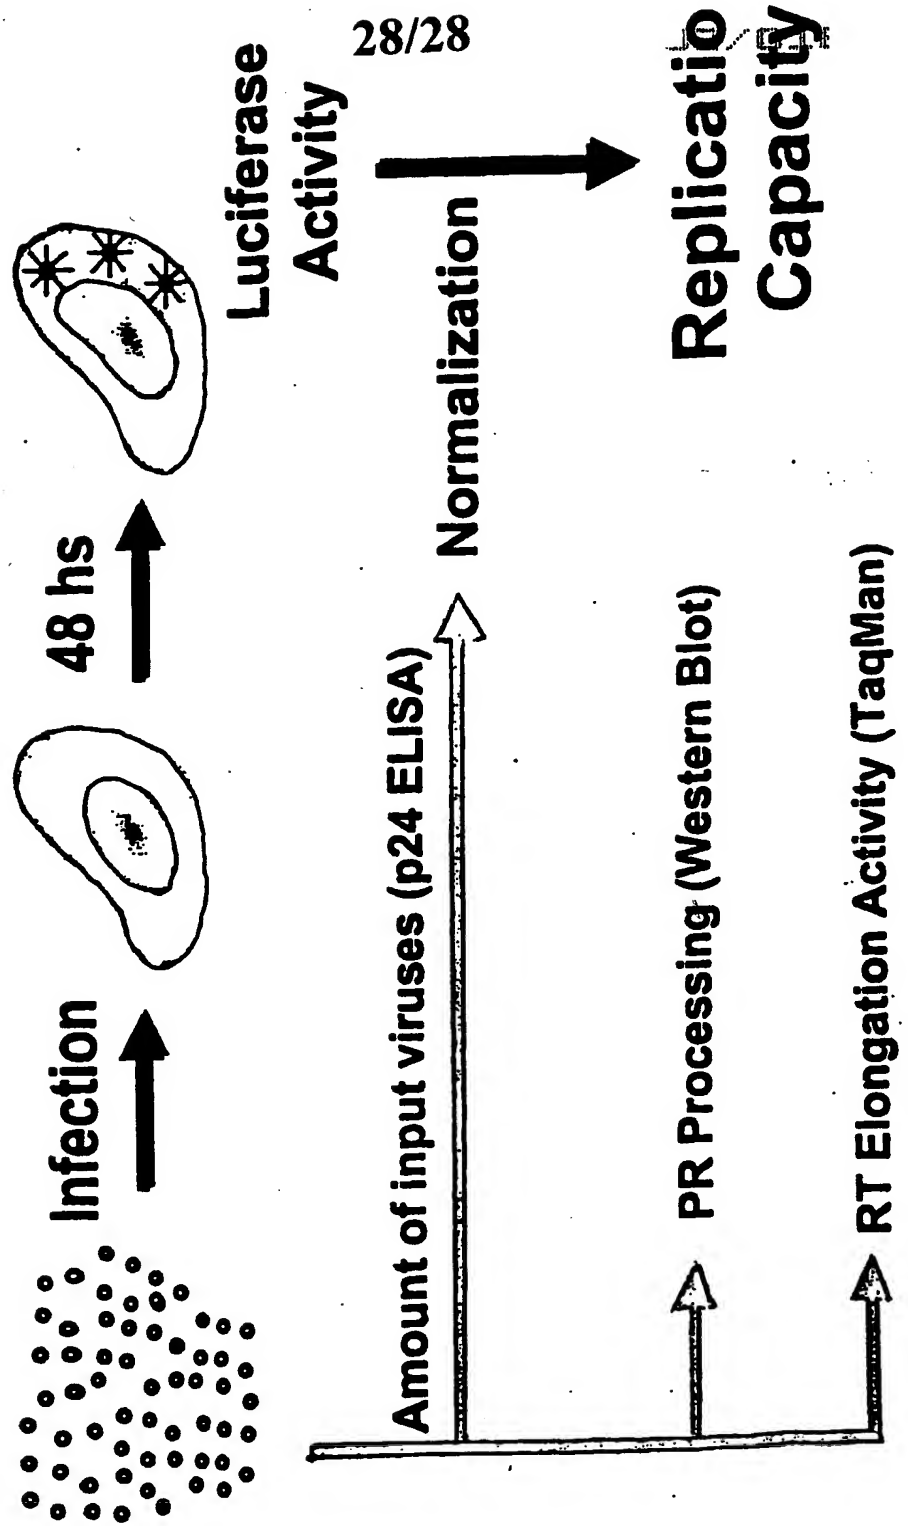 28/28
Infection
48 hs
Luciferase
Activity
Amount of input viruses (p24 ELISA)
Normalization
PR Processing (Western Blot)
RT Elongation Activity (TaqMan)
Replicatio
Capacity